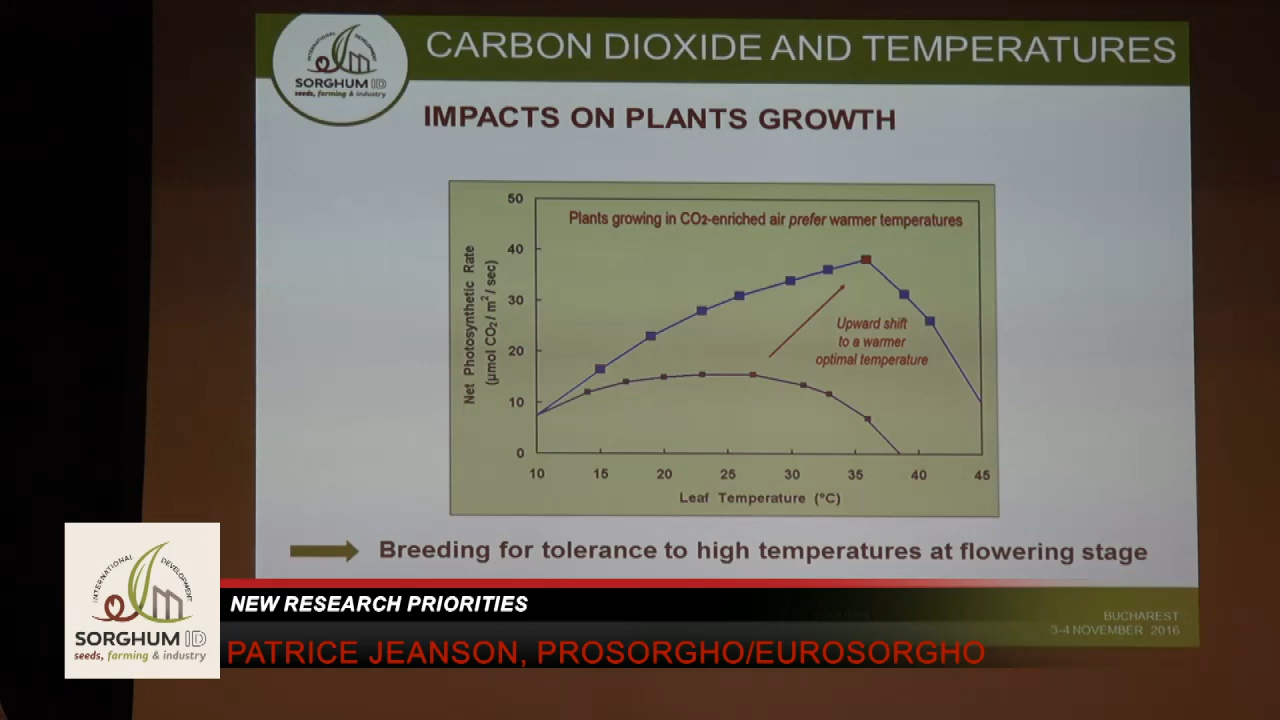 INTERNATIONAL DEVELOPMENT
SORGHUM ID
seeds, farming & industry
CARBON DIOXIDE AND TEMPERATURES
IMPACTS ON PLANTS GROWTH
Plants growing in CO2-enriched air prefer warmer temperatures
Net Photosynthetic Rate
(µmol CO2/ m2/ sec)
50
40
30
20
10
0
Upward shift
to a warmer
optimal temperature
10 15 20 25 30 35 40 45
Leaf Temperature (°C)
Breeding for tolerance to high temperatures at flowering stage
BUCHAREST
3-4 NOVEMBER 2016
INTERNATIONAL DEVELOPMENT
SORGHUM ID
seeds, farming & industry
NEW RESEARCH PRIORITIES
PATRICE JEANSON, PROSORGHO/EUROSORGHO